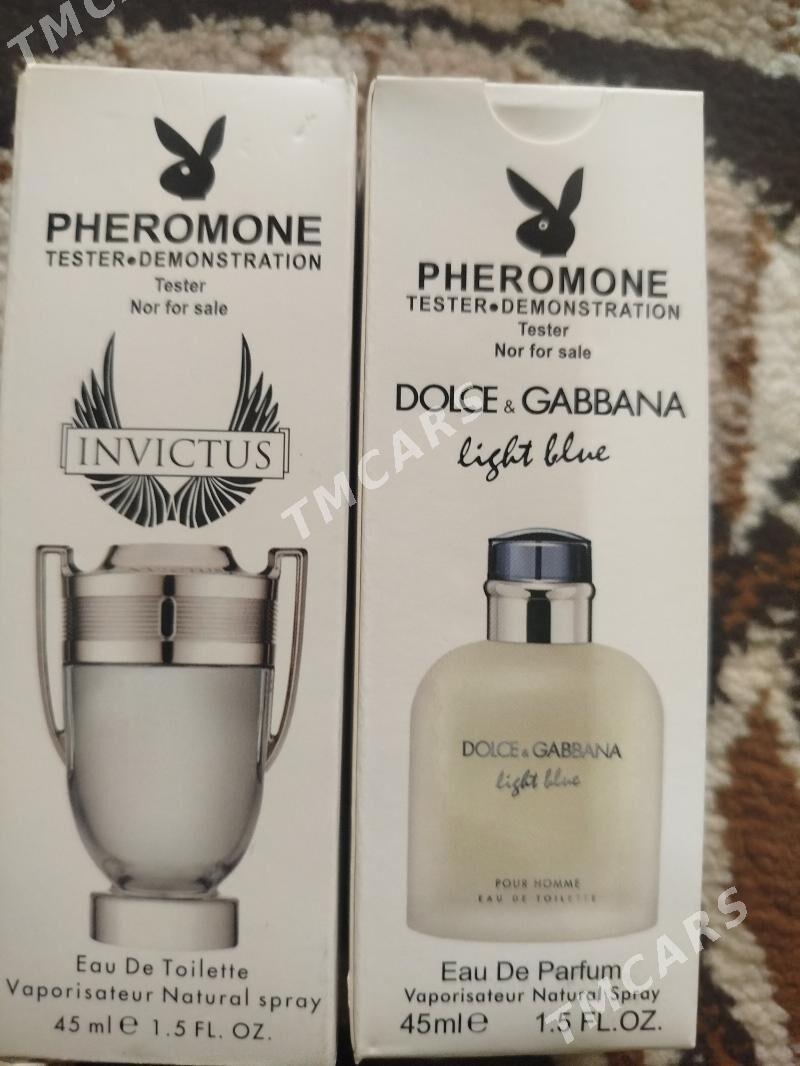 PHEROMONE
TESTER•DEMONSTRATION
Tester
Nor for sale
INVICTUS
INVICTUS
Eau De Toilette
Vaporisateur Natural spray
45 ml e 1.5 FL. OZ.
PHEROMONE
TESTER•DEMONSTRATION
Tester
Nor for sale
DOLCE & GABBANA
light blue
DOLCE & GABBANA
light blue
POUR HOMME
EAU DE TOILETTE
Eau De Parfum
Vaporisateur Natural Spray
45ml e 1.5 FL.OZ.
TMCARS
TMCARS
TMCARS